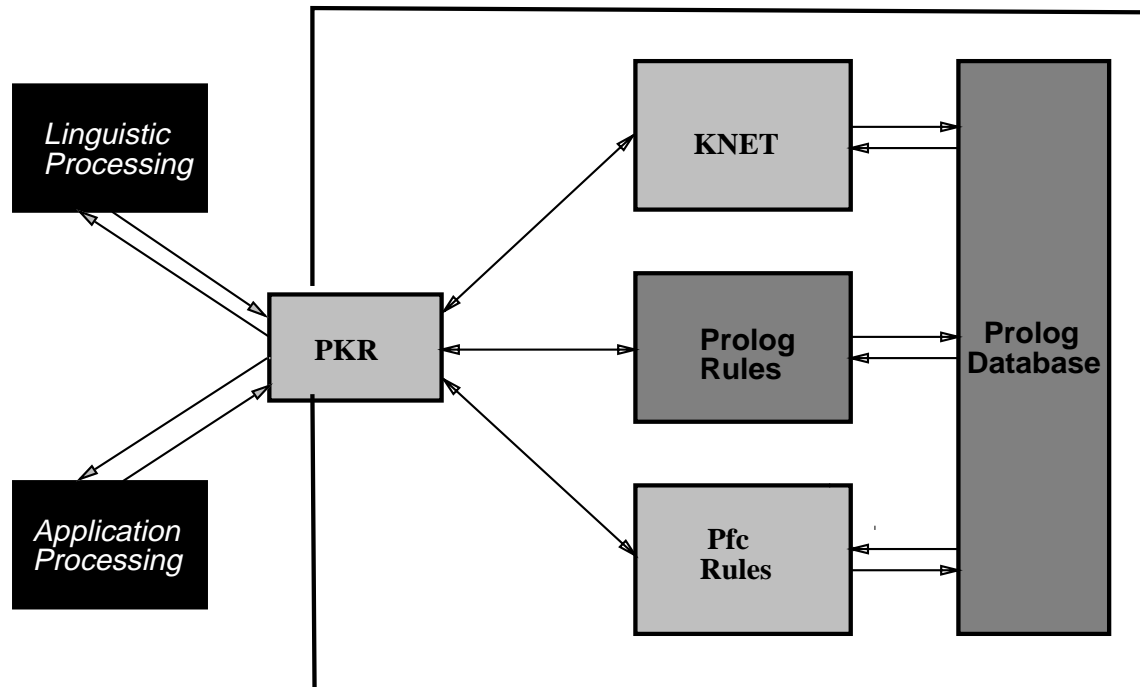 Linguistic
Processing
KNET
PKR
Prolog
Rules
Prolog
Database
Application
Processing
Pfc
Rules